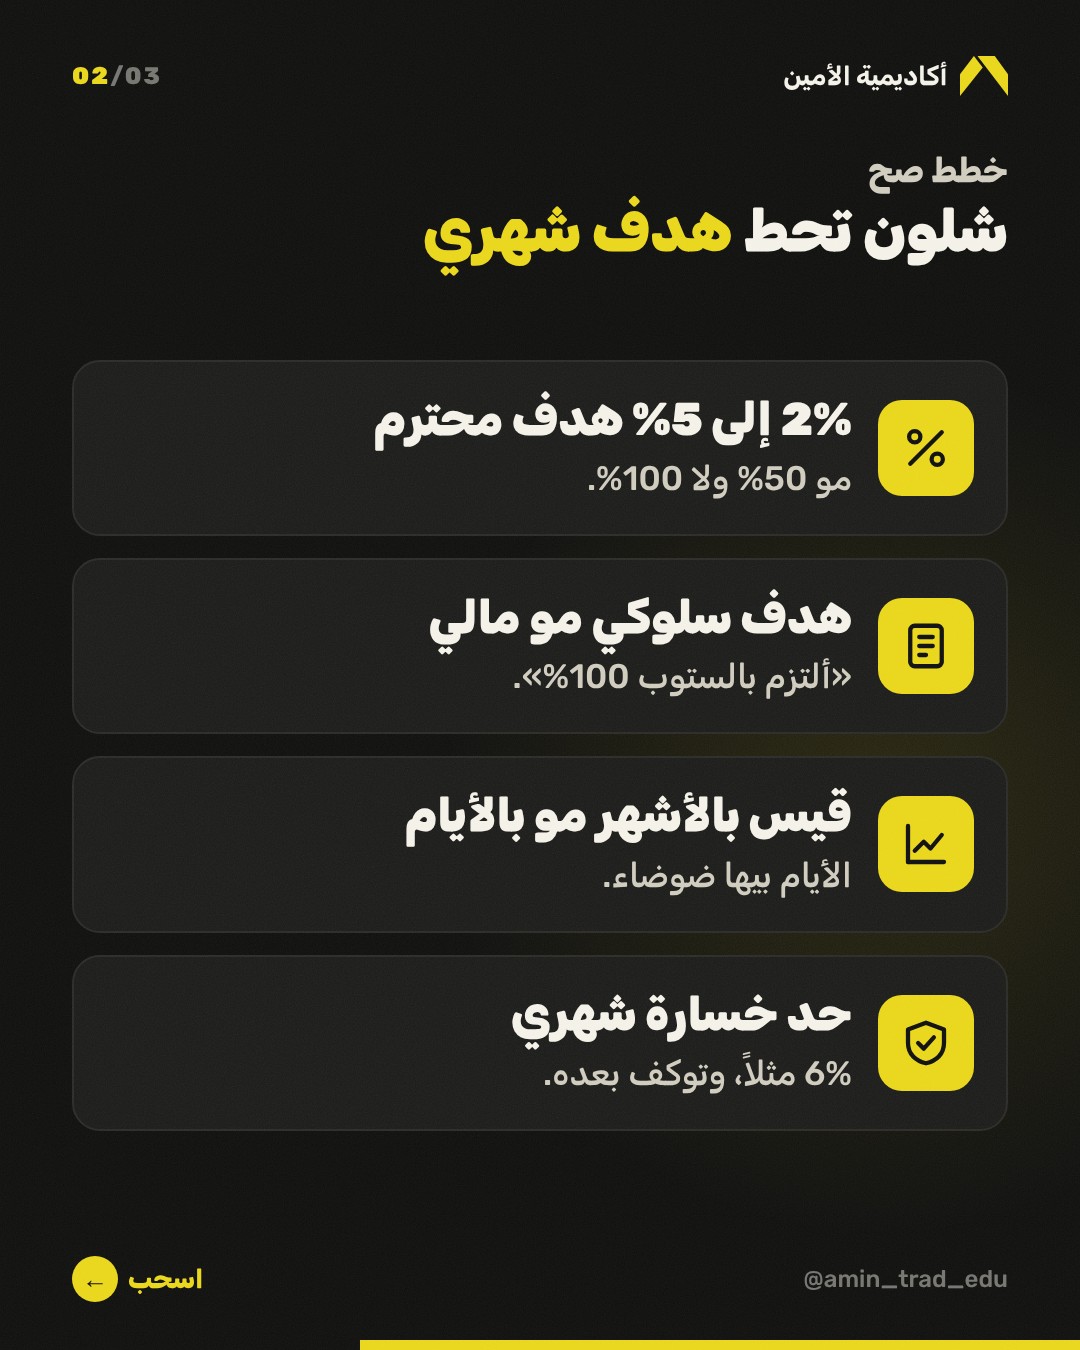 أكاديمية الأمين
02/03
خطط صح
شلون تحط هدف شهري
2% إلى 5% هدف محترم
مو 50% ولا 100%.
هدف سلوكي مو مالي
«ألتزم بالستوب 100%».
قيس بالأشهر مو بالأيام
الأيام بيها ضوضاء.
حد خسارة شهري
6% مثلاً، وتوكف بعده.
@amin_trad_edu
اسحب ←